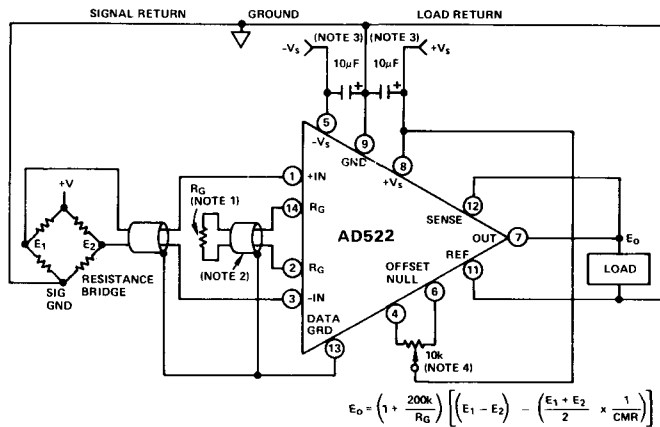 SIGNAL RETURN GROUND LOAD RETURN
(NOTE 3) (NOTE 3)
-Vs +Vs
10μF 10μF
5 9 8
-Vs GND +Vs
1 +IN
RG
(NOTE 1)
14 RG
12 SENSE
+V
E1 E2
AD522
OUT 7 E0
(NOTE 2)
2 RG
REF 11
LOAD
RESISTANCE
BRIDGE
SIG
GND
3 -IN
OFFSET
NULL
4 6
DATA
GRD
13
10k
(NOTE 4)
E0 = (1 + 200k / RG) [(E1 - E2) - (E1 + E2 / 2 x 1 / CMR)]